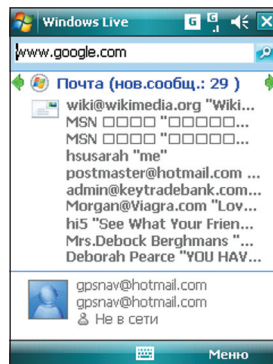 Windows Live
www.google.com
Почта (нов.сообщ.: 29 )
wiki@wikimedia.org "Wiki...
MSN □□□□ "□□□□□...
MSN □□□□ "□□□□□...
hsusarah "me"
postmaster@hotmail.com ...
admin@keytradebank.com...
Morgan@Viagra.com "Lov...
hi5 "See What Your Frien...
Mrs.Debock Berghmans "...
Deborah Pearce "YOU HAV...
gpsnav@hotmail.com
gpsnav@hotmail.com
Не в сети
Меню